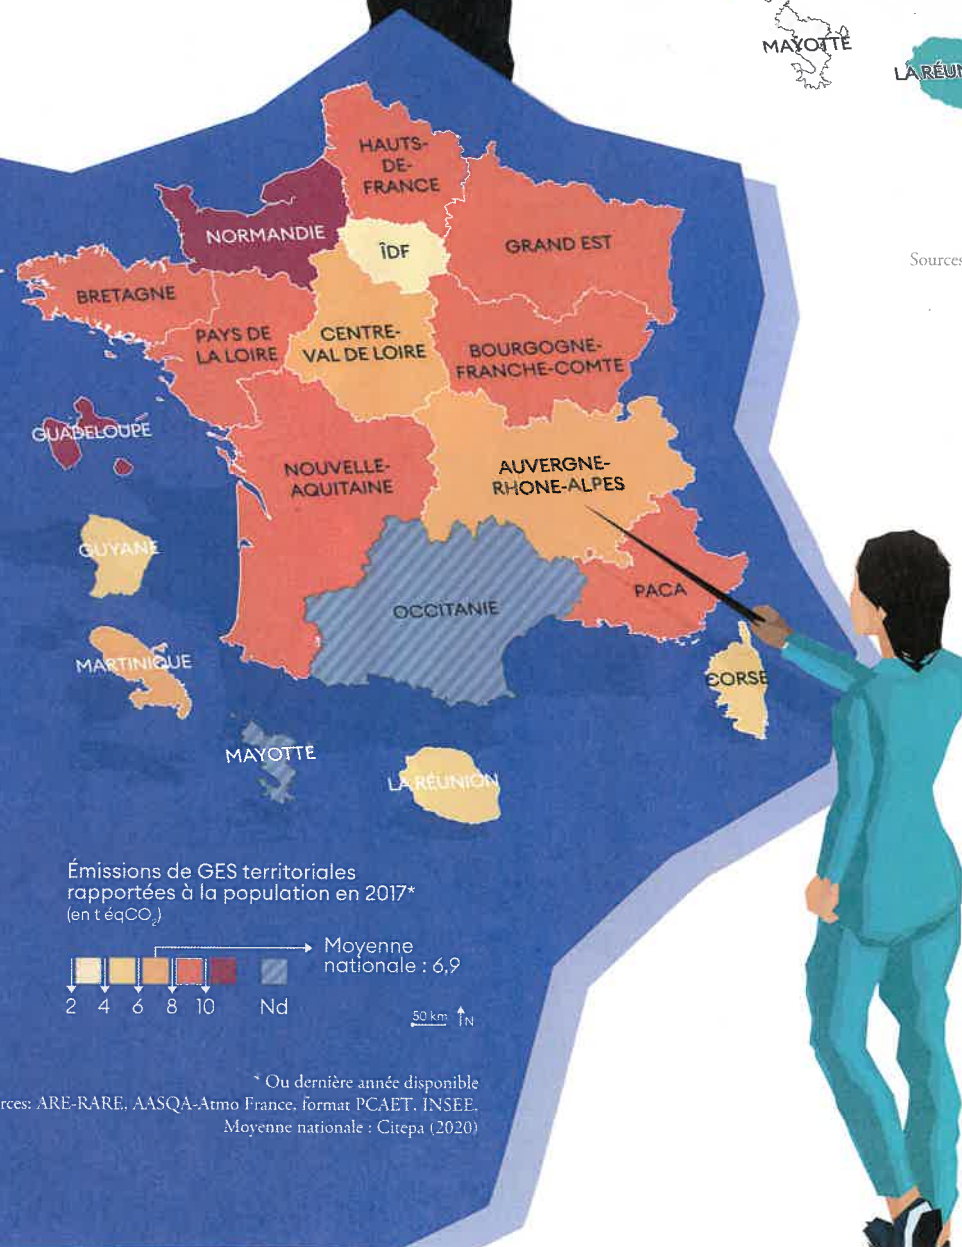 MAYOTTE
LA RÉUN
Sources
HAUTS-
DE-
FRANCE
NORMANDIE
ÎDF
GRAND EST
BRETAGNE
PAYS DE
LA LOIRE
CENTRE-
VAL DE LOIRE
BOURGOGNE-
FRANCHE-COMTE
GUADELOUPE
NOUVELLE-
AQUITAINE
AUVERGNE-
RHONE-ALPES
GUYANE
PACA
OCCITANIE
MARTINIQUE
CORSE
MAYOTTE
LA RÉUNION
Émissions de GES territoriales
rapportées à la population en 2017*
(en t éqCO₂)
Moyenne
nationale : 6,9
2 4 6 8 10 Nd
50 km N
* Ou dernière année disponible
rces: ARE-RARE, AASQA-Atmo France, format PCAET, INSEE,
Moyenne nationale : Citepa (2020)